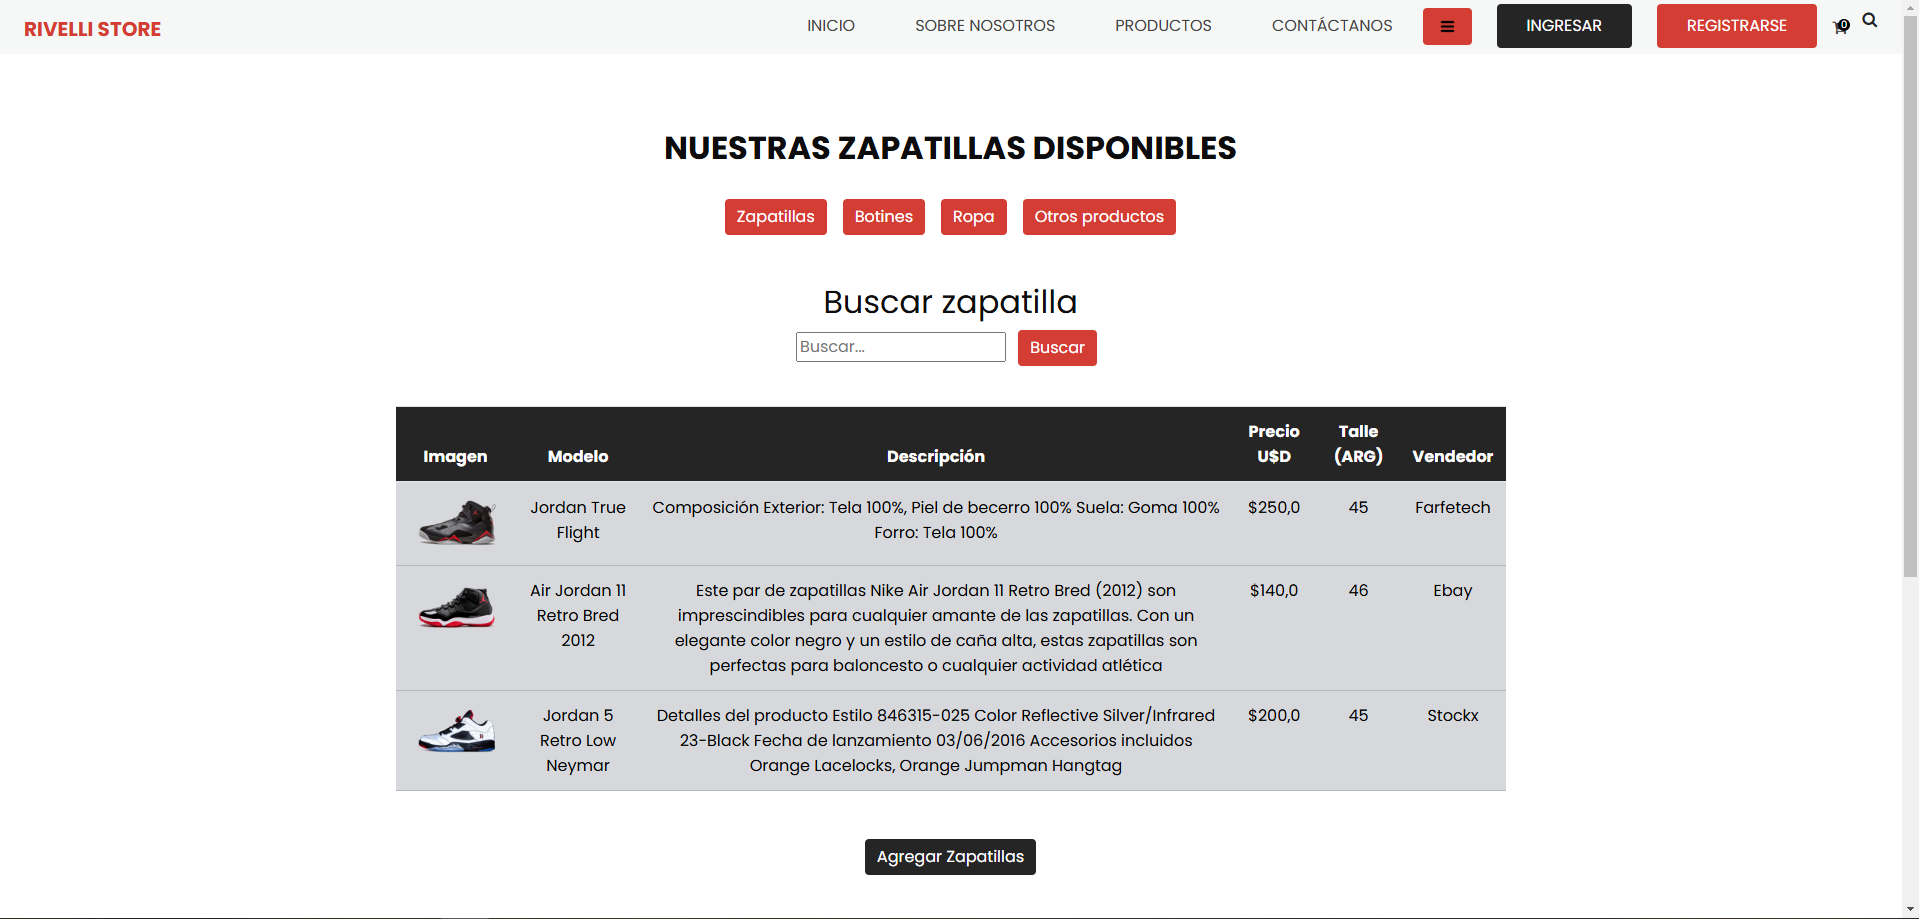 RIVELLI STORE
INICIO
SOBRE NOSOTROS
PRODUCTOS
CONTÁCTANOS
INGRESAR
REGISTRARSE
0
NUESTRAS ZAPATILLAS DISPONIBLES
Zapatillas
Botines
Ropa
Otros productos
Buscar zapatilla
Buscar...
Buscar
Imagen
Modelo
Descripción
Precio
U$D
Talle
(ARG)
Vendedor
Jordan True
Flight
Composición Exterior: Tela 100%, Piel de becerro 100% Suela: Goma 100%
Forro: Tela 100%
$250,0
45
Farfetech
Air Jordan 11
Retro Bred
2012
Este par de zapatillas Nike Air Jordan 11 Retro Bred (2012) son
imprescindibles para cualquier amante de las zapatillas. Con un
elegante color negro y un estilo de caña alta, estas zapatillas son
perfectas para baloncesto o cualquier actividad atlética
$140,0
46
Ebay
Jordan 5
Retro Low
Neymar
Detalles del producto Estilo 846315-025 Color Reflective Silver/Infrared
23-Black Fecha de lanzamiento 03/06/2016 Accesorios incluidos
Orange Lacelocks, Orange Jumpman Hangtag
$200,0
45
Stockx
Agregar Zapatillas